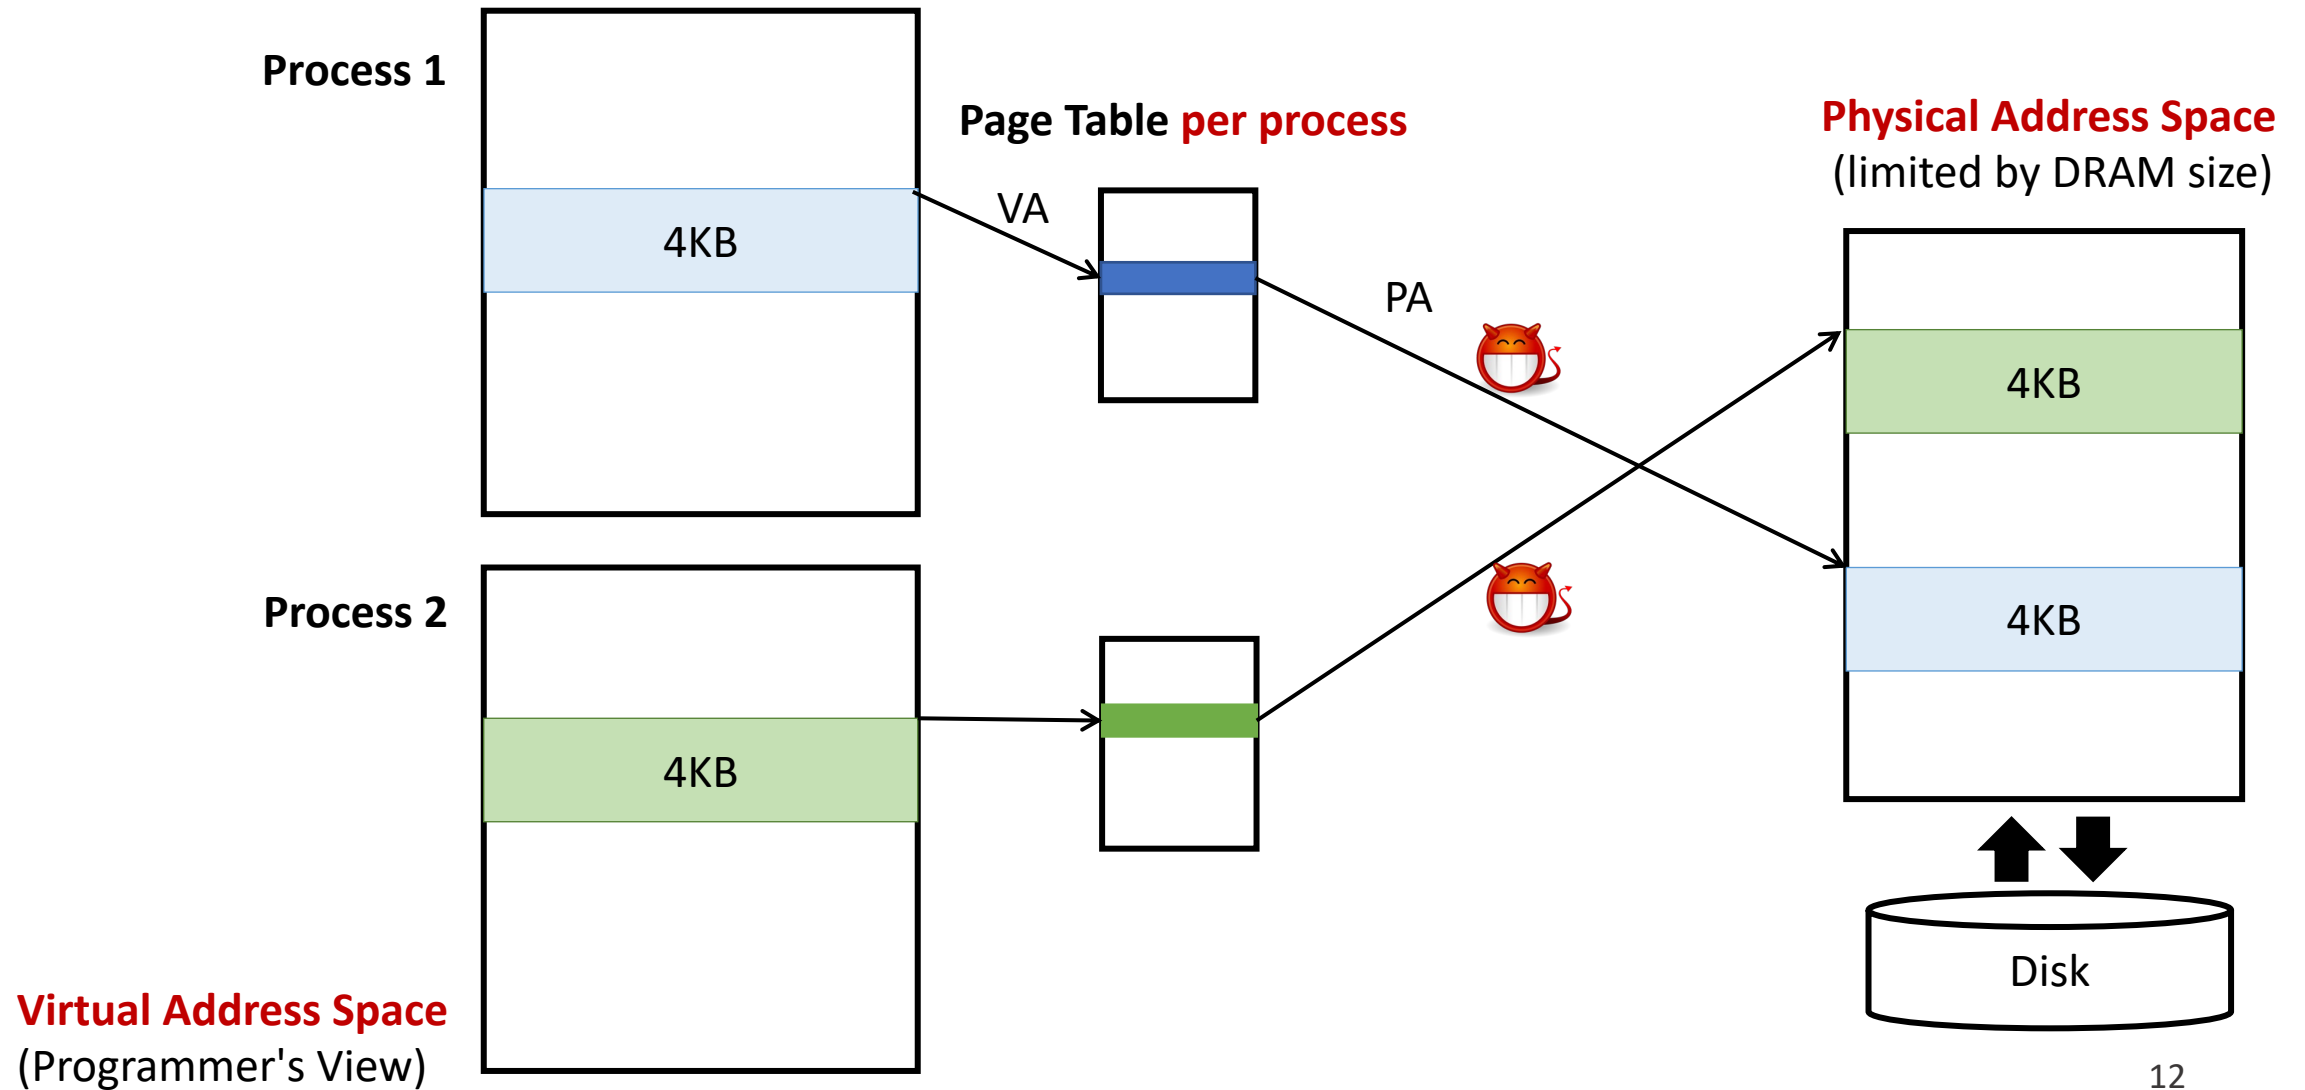 Process 1
Page Table per process
Physical Address Space
(limited by DRAM size)
VA
4KB
PA
4KB
Process 2
4KB
4KB
Disk
Virtual Address Space
(Programmer's View)
12